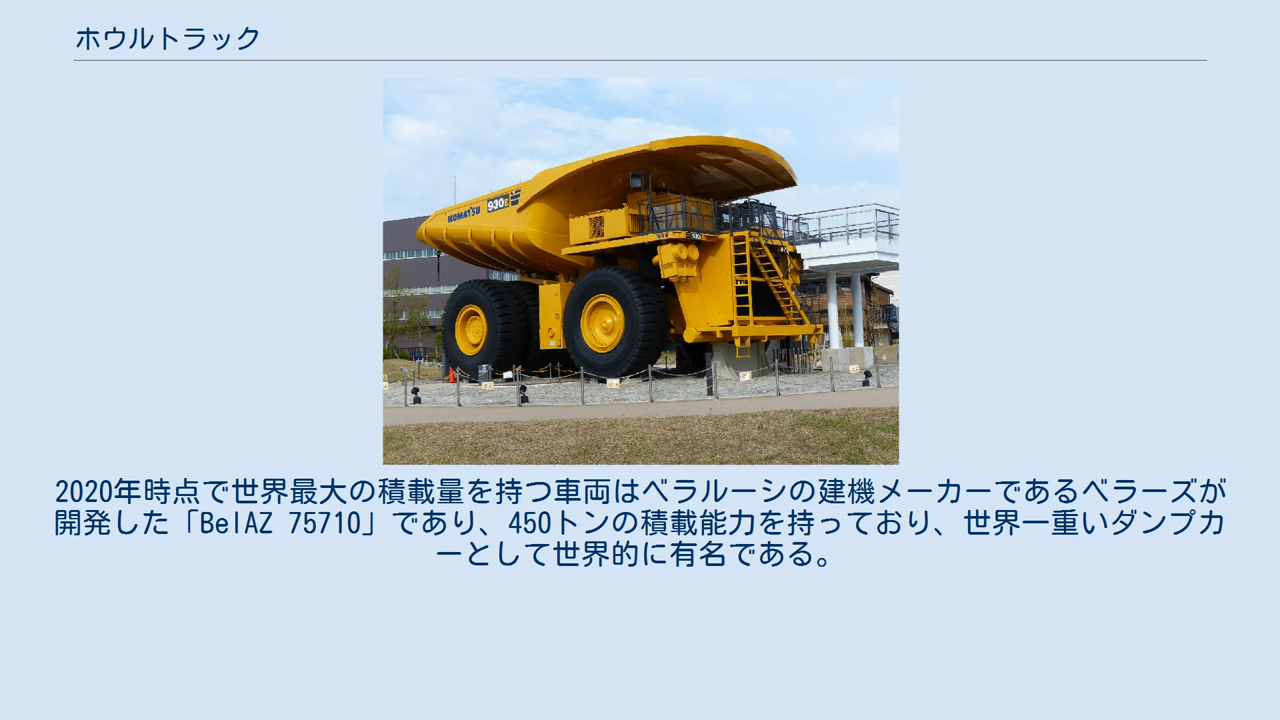 ホウルトラック
KOMATSU 930E
930
2020年時点で世界最大の積載量を持つ車両はベラルーシの建機メーカーであるベラーズが
開発した「BelAZ 75710」であり、450トンの積載能力を持っており、世界一重いダンプカ
ーとして世界的に有名である。